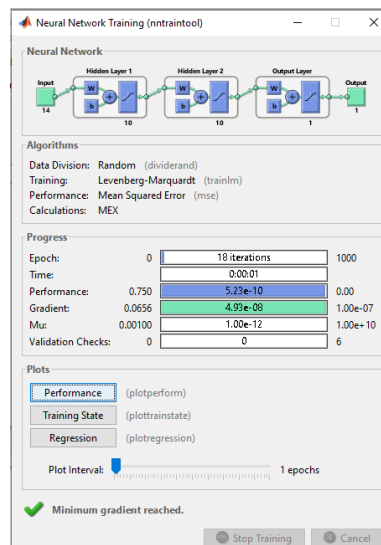 Neural Network Training (nntraintool)
Neural Network
Hidden Layer 1 Hidden Layer 2 Output Layer
Input Output
W W W
b b b
14 10 10 1 1
Algorithms
Data Division: Random (dividerand)
Training: Levenberg-Marquardt (trainlm)
Performance: Mean Squared Error (mse)
Calculations: MEX
Progress
Epoch: 0 18 iterations 1000
Time: 0:00:01
Performance: 0.750 5.23e-10 0.00
Gradient: 0.0656 4.93e-08 1.00e-07
Mu: 0.00100 1.00e-12 1.00e+10
Validation Checks: 0 0 6
Plots
Performance (plotperform)
Training State (plottrainstate)
Regression (plotregression)
Plot Interval: 1 epochs
Minimum gradient reached.
Stop Training Cancel